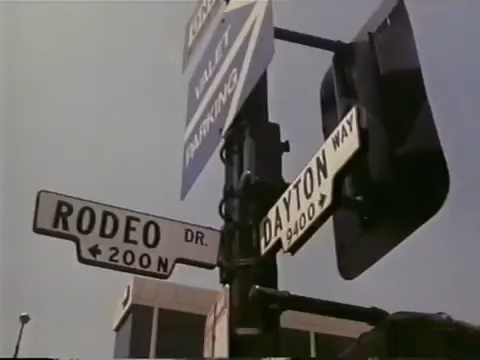 VALET
PARKING
RODEO DR.
← 200 N
DAYTON WAY
9400 →